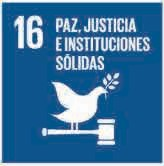 16 PAZ, JUSTICIA
E INSTITUCIONES
SÓLIDAS